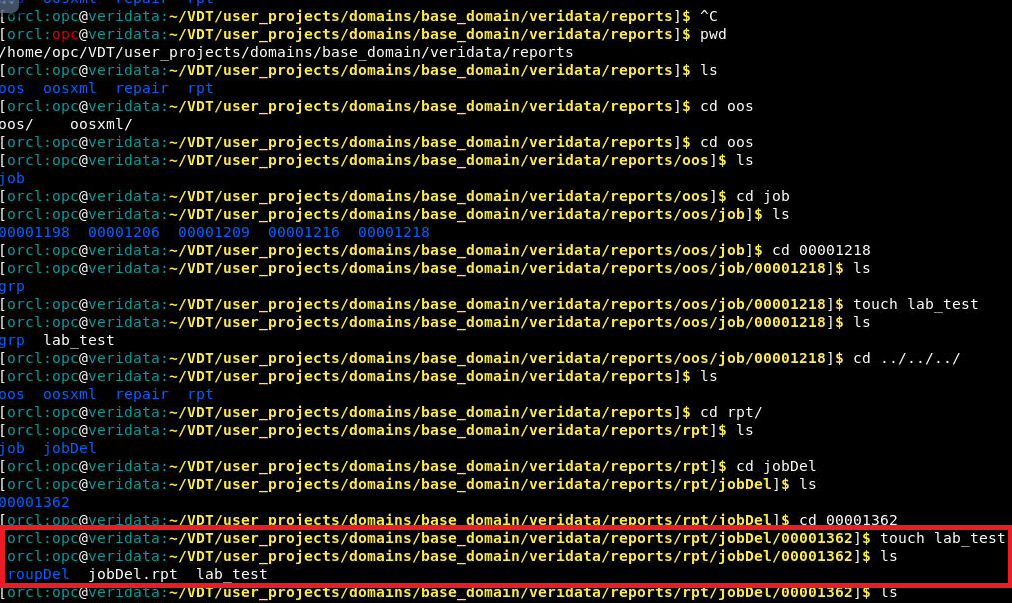 oos oosxml repair rpt
[orcl:opc@veridata:~/VDT/user_projects/domains/base_domain/veridata/reports]$ ^C
[orcl:opc@veridata:~/VDT/user_projects/domains/base_domain/veridata/reports]$ pwd
/home/opc/VDT/user_projects/domains/base_domain/veridata/reports
[orcl:opc@veridata:~/VDT/user_projects/domains/base_domain/veridata/reports]$ ls
oos oosxml repair rpt
[orcl:opc@veridata:~/VDT/user_projects/domains/base_domain/veridata/reports]$ cd oos
oos/ oosxml/
[orcl:opc@veridata:~/VDT/user_projects/domains/base_domain/veridata/reports]$ cd oos
[orcl:opc@veridata:~/VDT/user_projects/domains/base_domain/veridata/reports/oos]$ ls
job
[orcl:opc@veridata:~/VDT/user_projects/domains/base_domain/veridata/reports/oos]$ cd job
[orcl:opc@veridata:~/VDT/user_projects/domains/base_domain/veridata/reports/oos/job]$ ls
00001198 00001206 00001209 00001216 00001218
[orcl:opc@veridata:~/VDT/user_projects/domains/base_domain/veridata/reports/oos/job]$ cd 00001218
[orcl:opc@veridata:~/VDT/user_projects/domains/base_domain/veridata/reports/oos/job/00001218]$ ls
grp
[orcl:opc@veridata:~/VDT/user_projects/domains/base_domain/veridata/reports/oos/job/00001218]$ touch lab_test
[orcl:opc@veridata:~/VDT/user_projects/domains/base_domain/veridata/reports/oos/job/00001218]$ ls
grp lab_test
[orcl:opc@veridata:~/VDT/user_projects/domains/base_domain/veridata/reports/oos/job/00001218]$ cd ../../../
[orcl:opc@veridata:~/VDT/user_projects/domains/base_domain/veridata/reports]$ ls
oos oosxml repair rpt
[orcl:opc@veridata:~/VDT/user_projects/domains/base_domain/veridata/reports]$ cd rpt/
[orcl:opc@veridata:~/VDT/user_projects/domains/base_domain/veridata/reports/rpt]$ ls
job jobDel
[orcl:opc@veridata:~/VDT/user_projects/domains/base_domain/veridata/reports/rpt]$ cd jobDel
[orcl:opc@veridata:~/VDT/user_projects/domains/base_domain/veridata/reports/rpt/jobDel]$ ls
00001362
[orcl:opc@veridata:~/VDT/user_projects/domains/base_domain/veridata/reports/rpt/jobDel]$ cd 00001362
[orcl:opc@veridata:~/VDT/user_projects/domains/base_domain/veridata/reports/rpt/jobDel/00001362]$ touch lab_test
[orcl:opc@veridata:~/VDT/user_projects/domains/base_domain/veridata/reports/rpt/jobDel/00001362]$ ls
groupDel jobDel.rpt lab_test
[orcl:opc@veridata:~/VDT/user_projects/domains/base_domain/veridata/reports/rpt/jobDel/00001362]$ ls